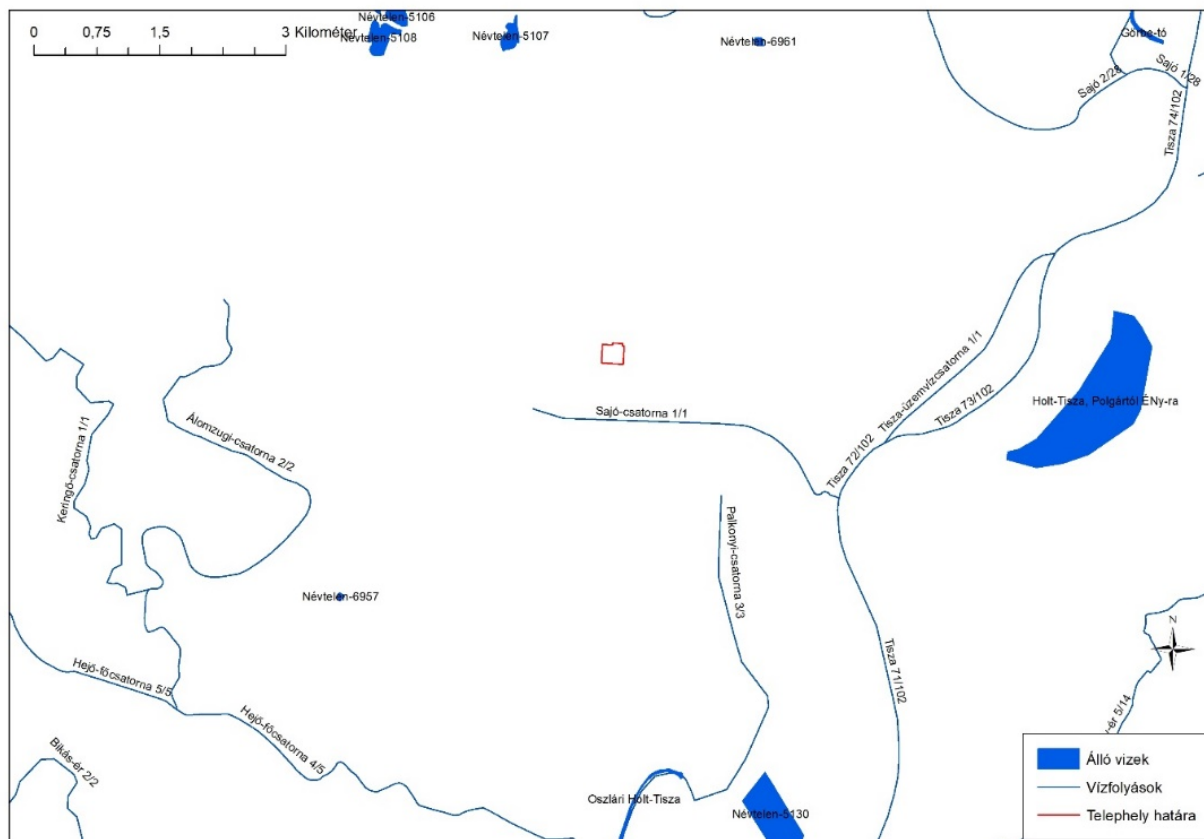 Névtelen-5106
0 0,75 1,5 3 Kilométer
Névtelen-5108
Névtelen-5107
Névtelen-6961
Görbe-tó
Sajó 2/28
Sajó 1/28
Tisza 74/102
Tisza-üzemvízcsatorna 1/1
Tisza 73/102
Holt-Tisza, Polgártól ÉNy-ra
Sajó-csatorna 1/1
Tisza 72/102
Keringő-csatorna 1/1
Álomzugi-csatorna 2/2
Palkonyi-csatorna 3/3
Névtelen-6957
N
Tisza 71/102
Hejő-főcsatorna 5/5
Hejő-főcsatorna 4/5
-ér 5/14
Bikás-ér 2/2
Oszlári Holt-Tisza
Névtelen-5130
Álló vizek
Vízfolyások
Telephely határa